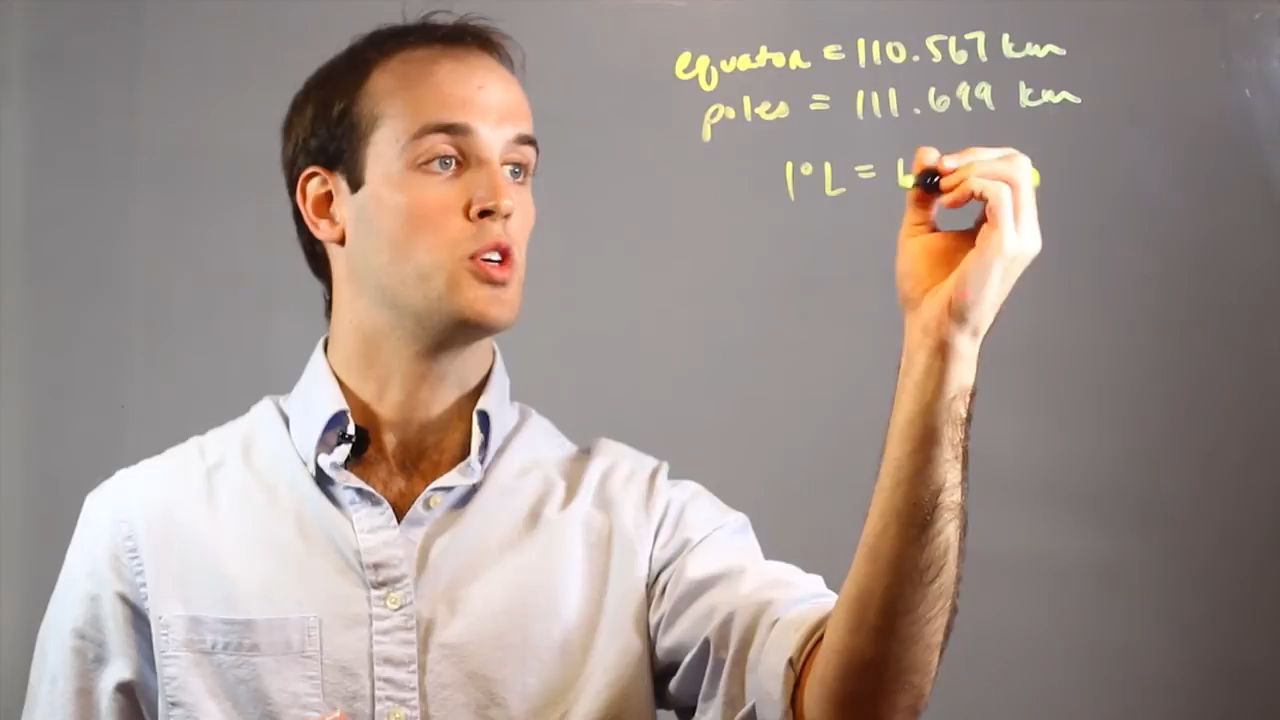 equator = 110.567 km
poles = 111.699 km
1° L =